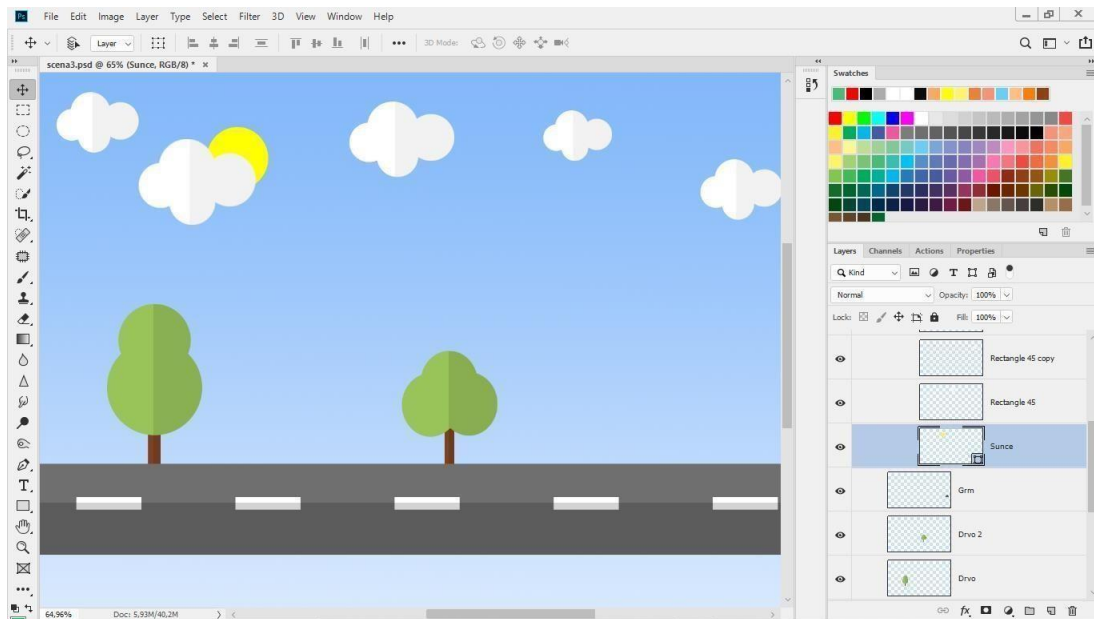 Ps File Edit Image Layer Type Select Filter 3D View Window Help
Layer 3D Mode:
scena3.psd @ 65% (Sunce, RGB/8) * ×
Swatches
Layers Channels Actions Properties
Kind
Normal Opacity: 100%
Lock: Fill: 100%
Rectangle 45 copy
Rectangle 45
Sunce
Grm
Drvo 2
Drvo
64,96% Doc: 5,93M/40,2M
fx